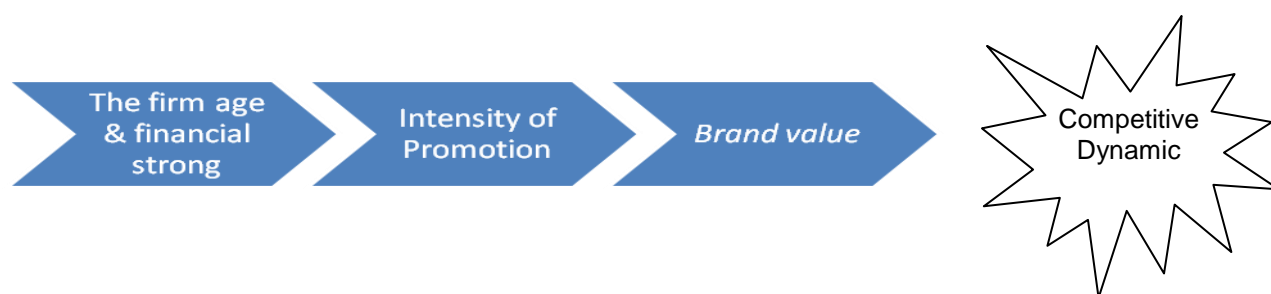 The firm age
& financial
strong
Intensity of
Promotion
Brand value
Competitive
Dynamic